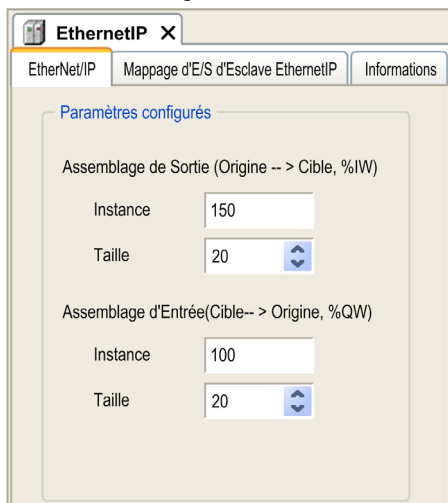 EthernetIP X
EtherNet/IP Mappage d'E/S d'Esclave EthernetIP Informations
Paramètres configurés
Assemblage de Sortie (Origine -- > Cible, %IW)
Instance 150
Taille 20
Assemblage d'Entrée(Cible-- > Origine, %QW)
Instance 100
Taille 20